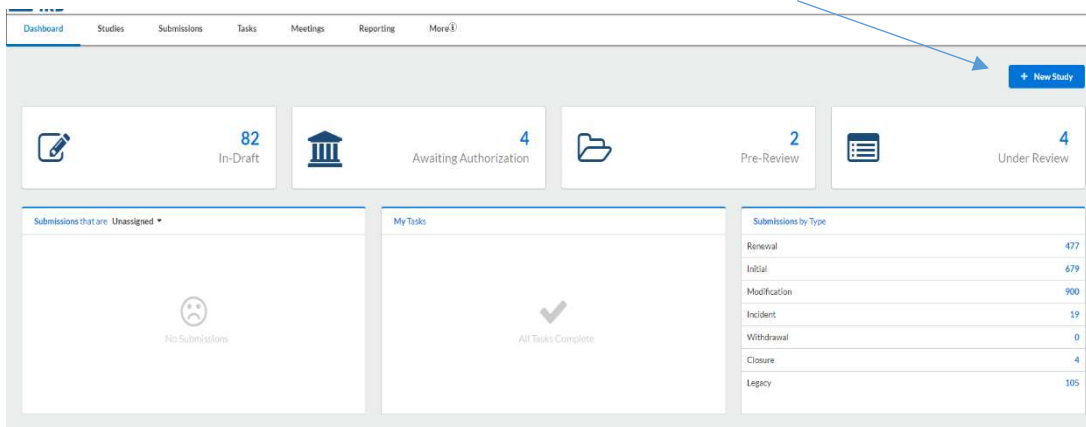 Dashboard Studies Submissions Tasks Meetings Reporting More
+ New Study
82
In-Draft
4
Awaiting Authorization
2
Pre-Review
4
Under Review
Submissions that are Unassigned
No Submissions
My Tasks
All Tasks Complete
Submissions by Type
Renewal 477
Initial 679
Modification 900
Incident 19
Withdrawal 0
Closure 4
Legacy 105